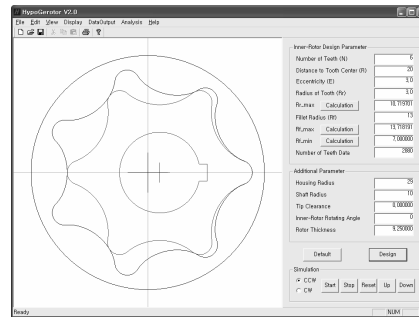 HypoGerotor V2.0
File Edit View Display DataOutput Analysis Help
Inner-Rotor Design Parameter
Number of Teeth (N) 6
Distance to Tooth Center (R) 20
Eccentricity (E) 3,0
Radius of Tooth (Rr) 3,0
Rr_max Calculation 10,719101
Fillet Radius (Rf) 13
Rf_max Calculation 13,718191
Rf_min Calculation 7,000000
Number of Teeth Data 2880
Additional Parameter
Housing Radius 29
Shaft Radius 10
Tip Clearance 0,000000
Inner-Rotor Rotating Angle 0
Rotor Thickness 9,250000
Default Design
Simulation
CCW
CW
Start Stop Reset Up Down
Ready NUM